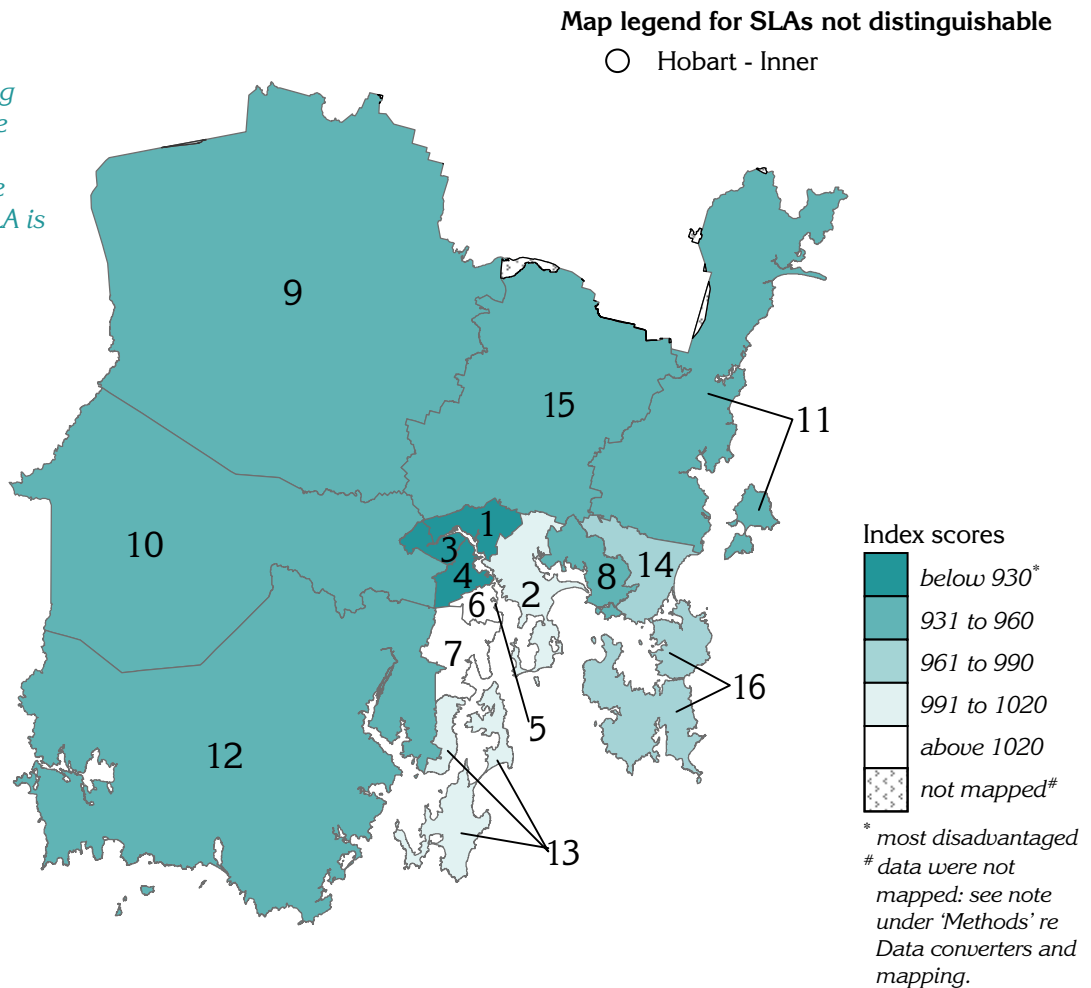 Map legend for SLAs not distinguishable
Hobart - Inner
g
e
e
A is
9
15
11
10
1
3
4
8
14
6
2
7
16
5
12
13
Index scores
below 930*
931 to 960
961 to 990
991 to 1020
above 1020
not mapped#
* most disadvantaged
# data were not
mapped: see note
under ‘Methods’ re
Data converters and
mapping.